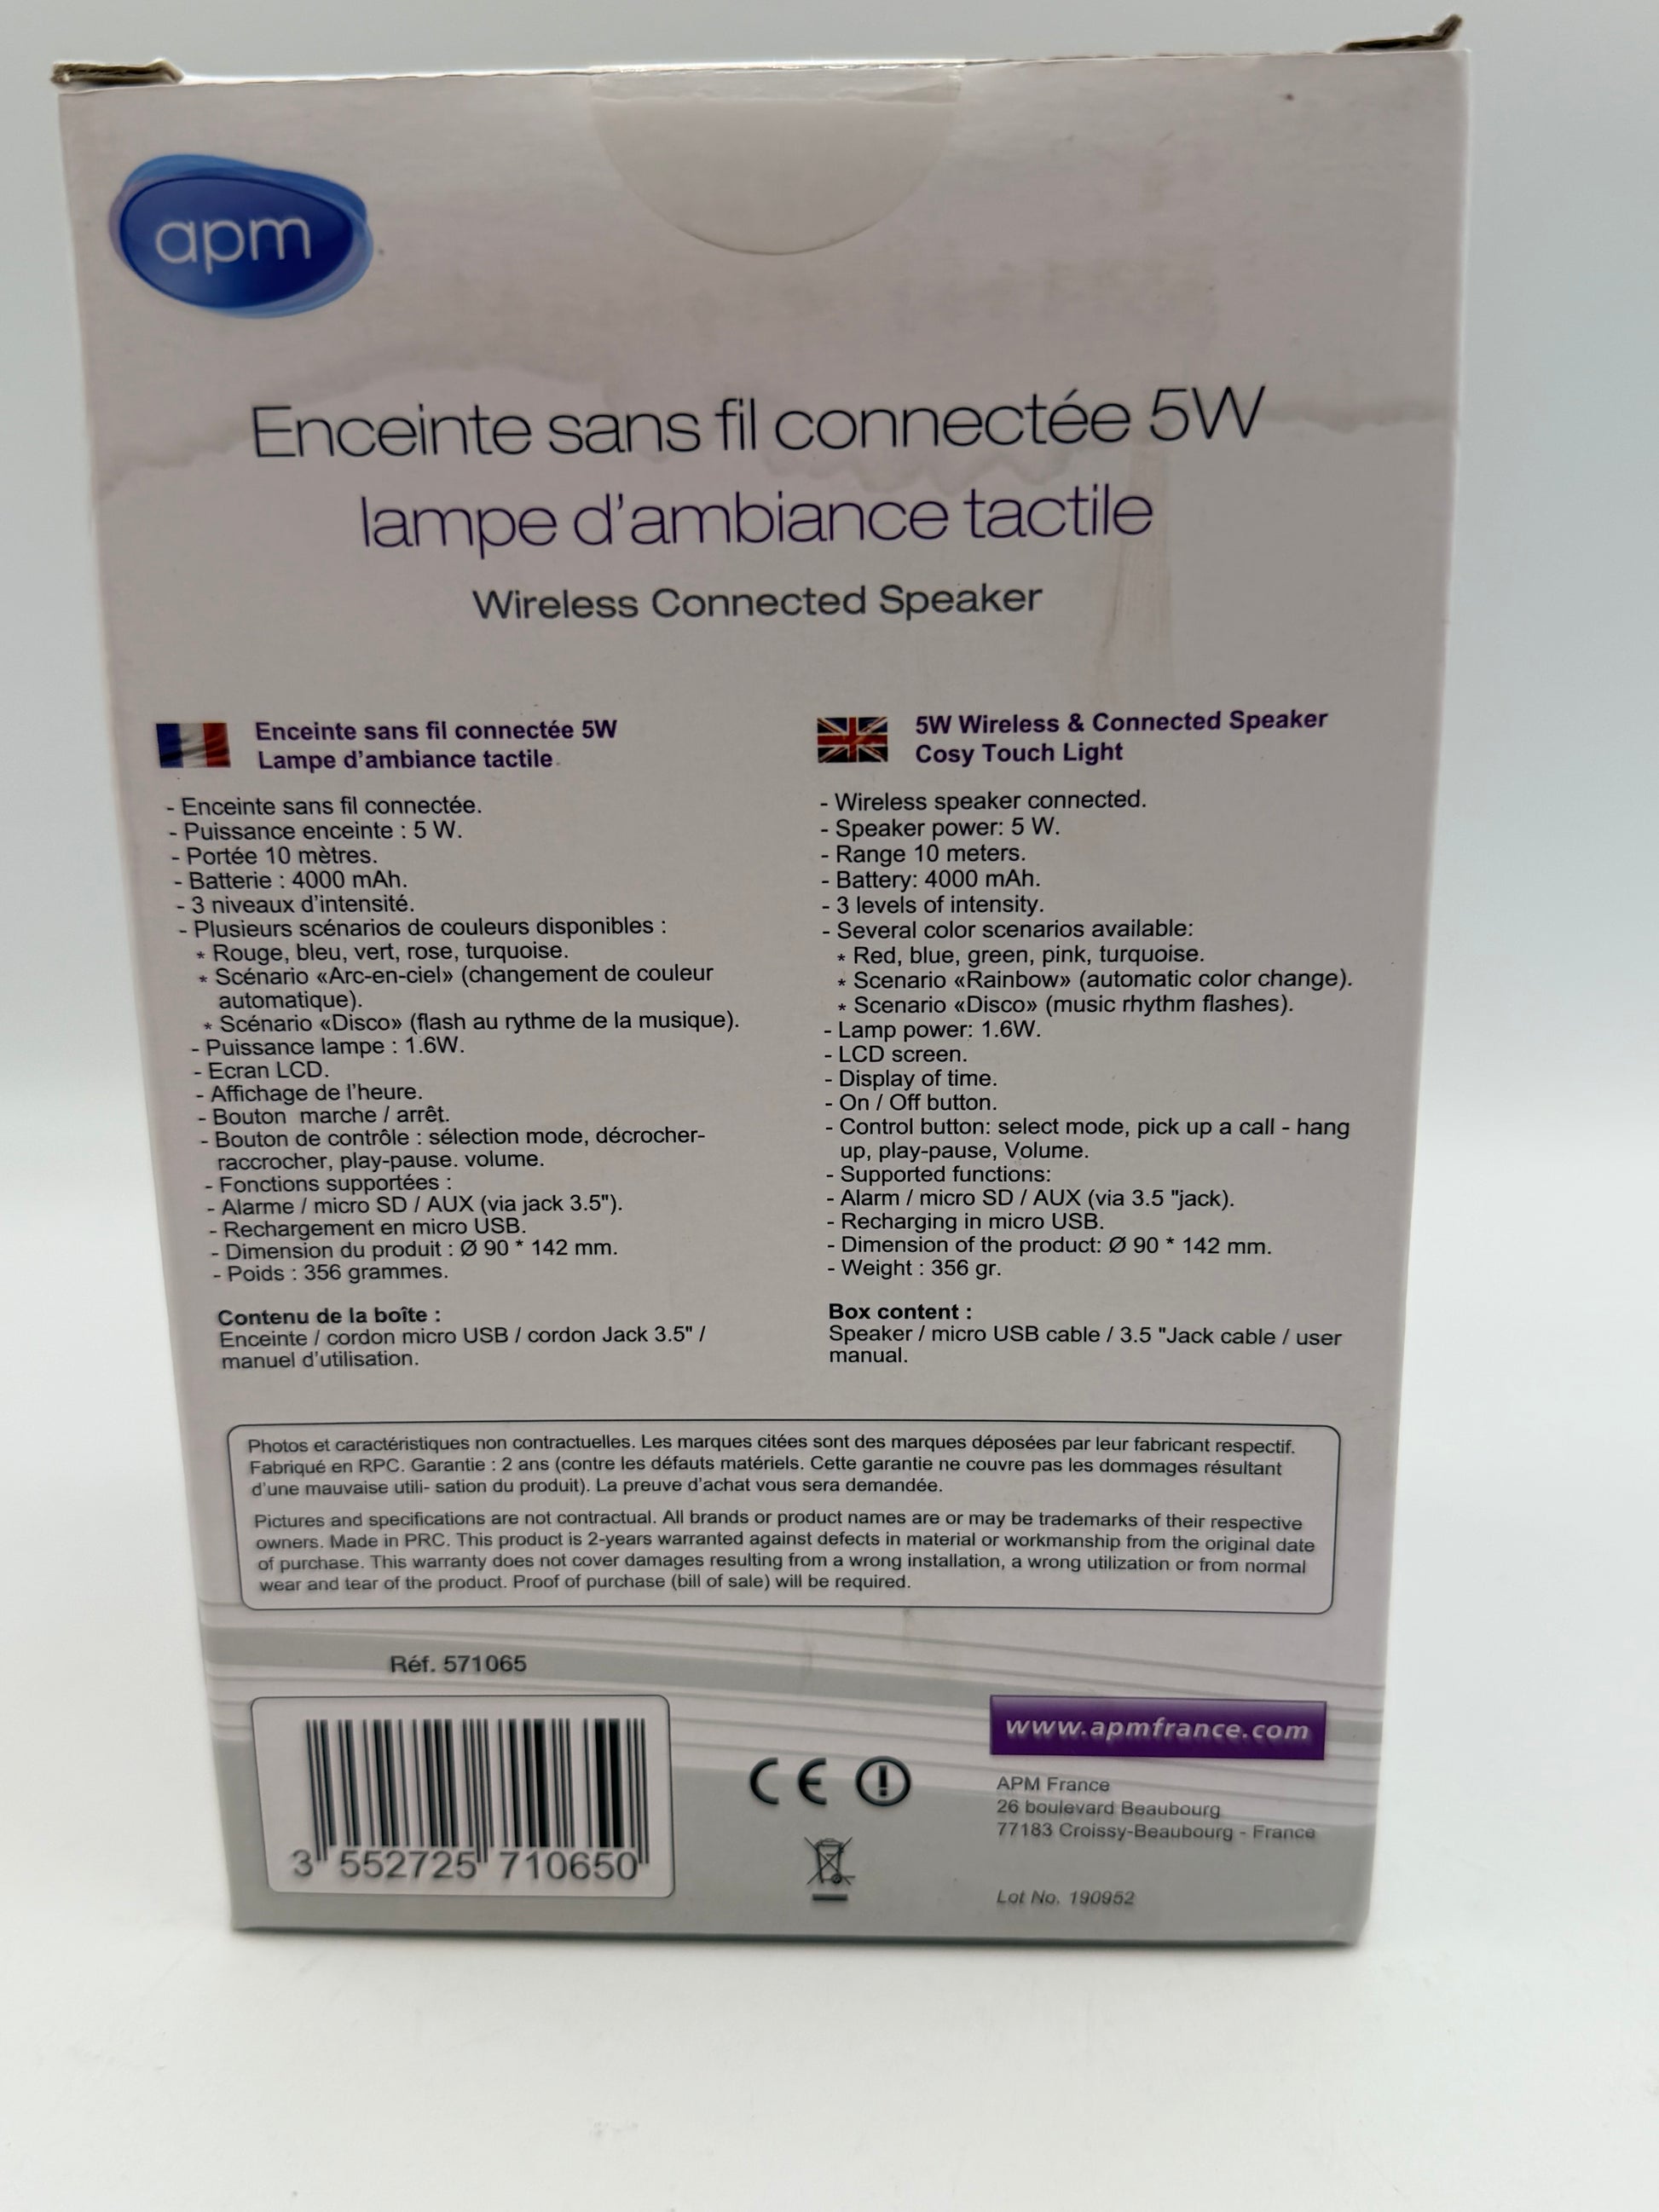 apm
Enceinte sans fil connectée 5W
lampe d'ambiance tactile
Wireless Connected Speaker
Enceinte sans fil connectée 5W
Lampe d'ambiance tactile.
- Enceinte sans fil connectée.
- Puissance enceinte : 5 W.
- Portée 10 mètres.
- Batterie : 4000 mAh.
- 3 niveaux d'intensité.
- Plusieurs scénarios de couleurs disponibles :
* Rouge, bleu, vert, rose, turquoise.
* Scénario «Arc-en-ciel» (changement de couleur
automatique).
* Scénario «Disco» (flash au rythme de la musique).
- Puissance lampe : 1.6W.
- Ecran LCD.
- Affichage de l'heure.
- Bouton marche / arrêt.
- Bouton de contrôle : sélection mode, décrocher-
raccrocher, play-pause. volume.
- Fonctions supportées :
- Alarme / micro SD / AUX (via jack 3.5").
- Rechargement en micro USB.
- Dimension du produit : Ø 90 * 142 mm.
- Poids : 356 grammes.
Contenu de la boîte :
Enceinte / cordon micro USB / cordon Jack 3.5" /
manuel d'utilisation.
5W Wireless & Connected Speaker
Cosy Touch Light
- Wireless speaker connected.
- Speaker power: 5 W.
- Range 10 meters.
- Battery: 4000 mAh.
- 3 levels of intensity.
- Several color scenarios available:
* Red, blue, green, pink, turquoise.
* Scenario «Rainbow» (automatic color change).
* Scenario «Disco» (music rhythm flashes).
- Lamp power: 1.6W.
- LCD screen.
- Display of time.
- On / Off button.
- Control button: select mode, pick up a call - hang
up, play-pause, Volume.
- Supported functions:
- Alarm / micro SD / AUX (via 3.5 "jack).
- Recharging in micro USB.
- Dimension of the product: Ø 90 * 142 mm.
- Weight : 356 gr.
Box content :
Speaker / micro USB cable / 3.5 "Jack cable / user
manual.
Photos et caractéristiques non contractuelles. Les marques citées sont des marques déposées par leur fabricant respectif.
Fabriqué en RPC. Garantie : 2 ans (contre les défauts matériels. Cette garantie ne couvre pas les dommages résultant
d'une mauvaise utili- sation du produit). La preuve d'achat vous sera demandée.
Pictures and specifications are not contractual. All brands or product names are or may be trademarks of their respective
owners. Made in PRC. This product is 2-years warranted against defects in material or workmanship from the original date
of purchase. This warranty does not cover damages resulting from a wrong installation, a wrong utilization or from normal
wear and tear of the product. Proof of purchase (bill of sale) will be required.
Réf. 571065
3 552725 710650
CE
www.apmfrance.com
APM France
26 boulevard Beaubourg
77183 Croissy-Beaubourg - France
Lot No. 190952